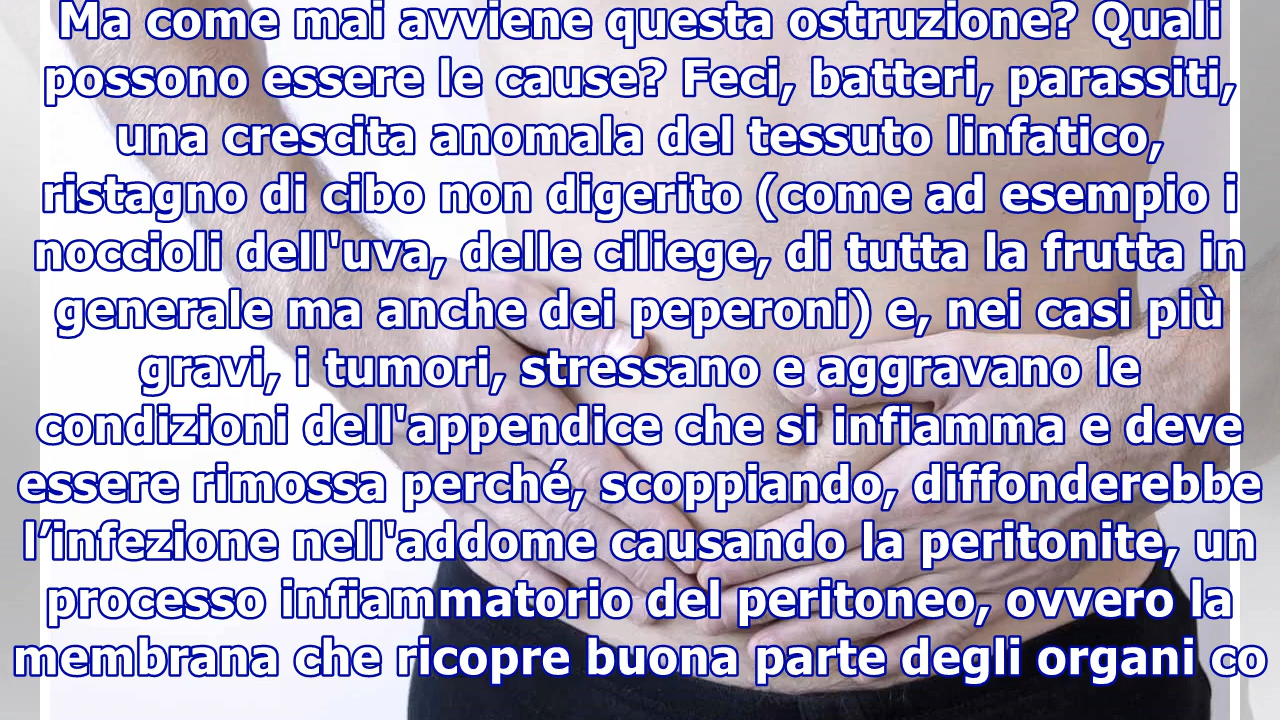 Ma come mai avviene questa ostruzione? Quali
possono essere le cause? Feci, batteri, parassiti,
una crescita anomala del tessuto linfatico,
ristagno di cibo non digerito (come ad esempio i
noccioli dell'uva, delle ciliege, di tutta la frutta in
generale ma anche dei peperoni) e, nei casi più
gravi, i tumori, stressano e aggravano le
condizioni dell'appendice che si infiamma e deve
essere rimossa perché, scoppiando, diffonderebbe
l’infezione nell'addome causando la peritonite, un
processo infiammatorio del peritoneo, ovvero la
membrana che ricopre buona parte degli organi co